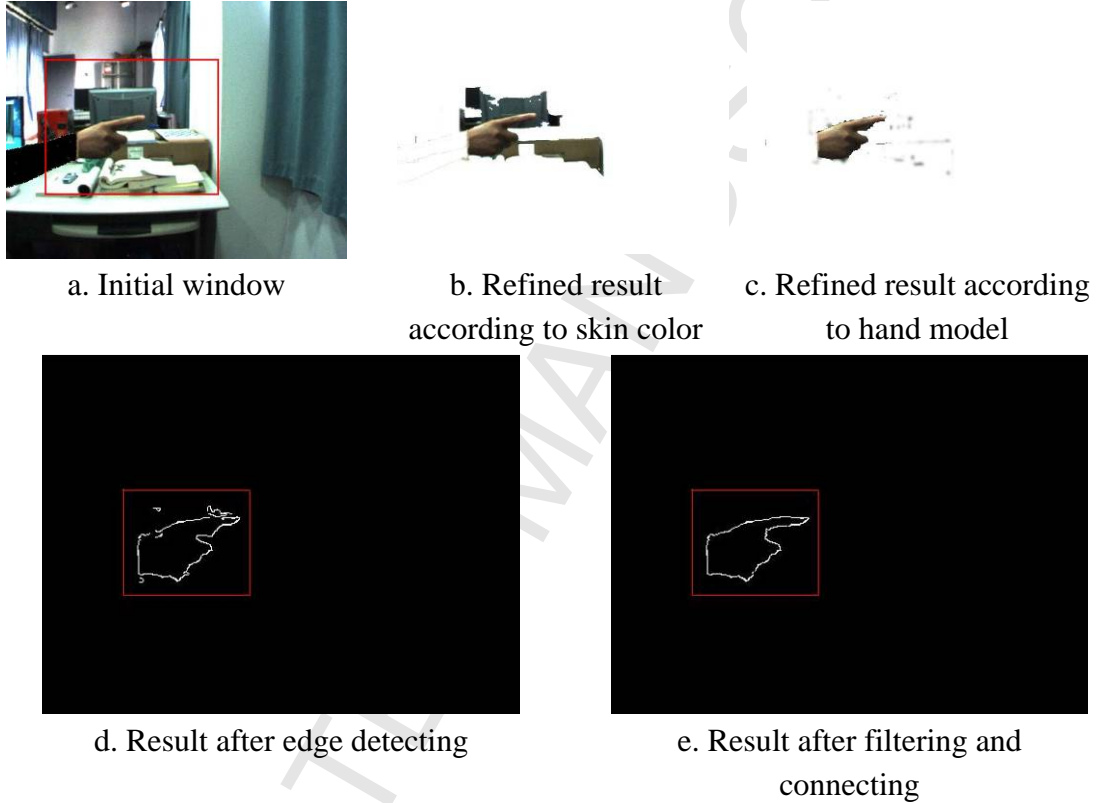 a. Initial window
b. Refined result
according to skin color
c. Refined result according
to hand model
d. Result after edge detecting
e. Result after filtering and
connecting